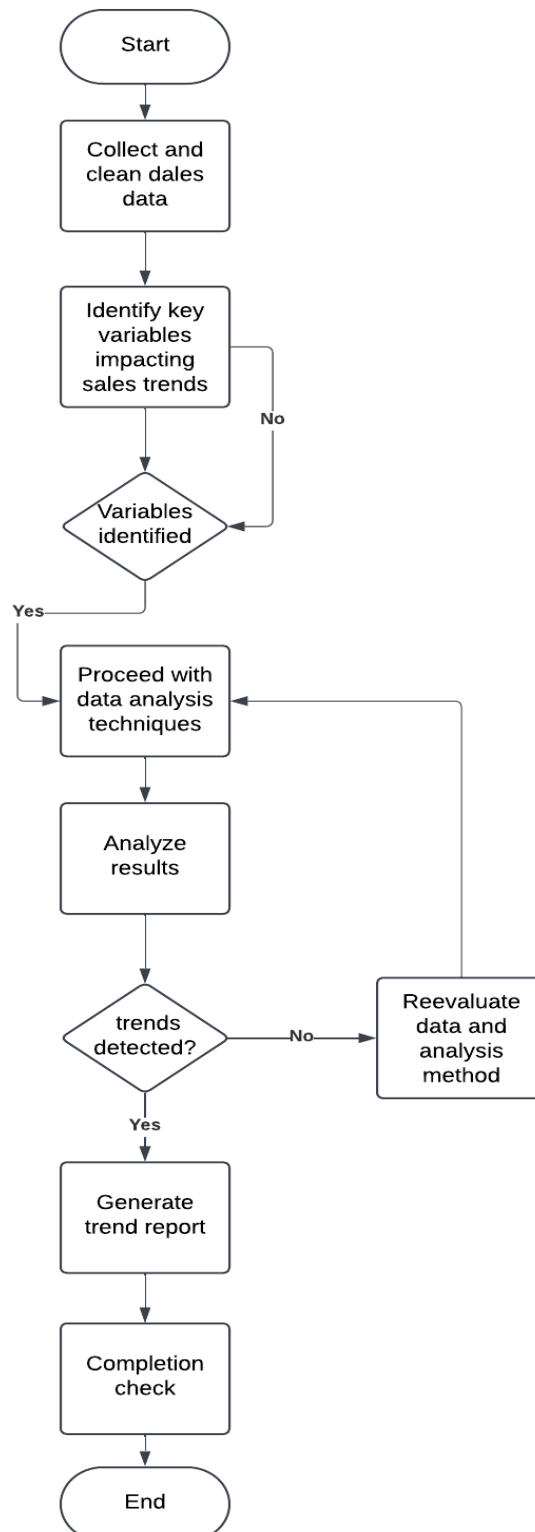 Start
Collect and
clean dales
data
Identify key
variables
impacting
sales trends
No
Variables
identified
Yes
Proceed with
data analysis
techniques
Analyze
results
trends
detected?
No
Reevaluate
data and
analysis
method
Yes
Generate
trend report
Completion
check
End